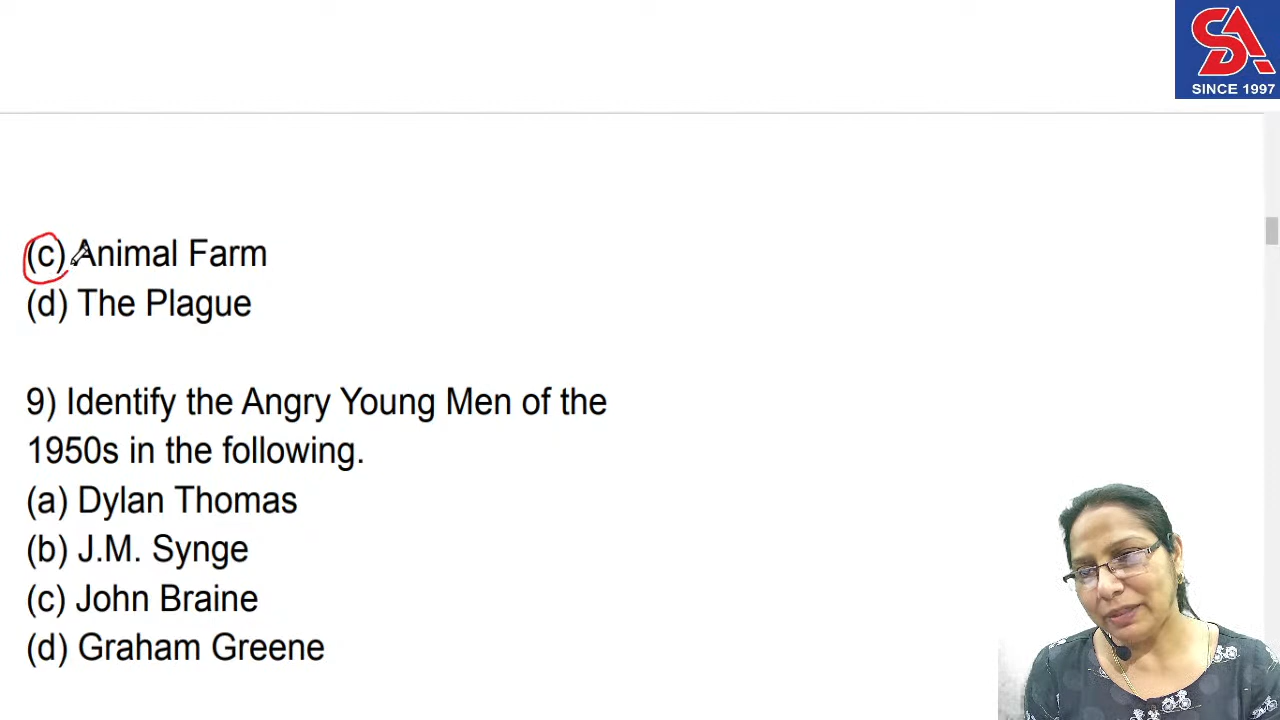 SA
SINCE 1997
(c) Animal Farm
(d) The Plague
9) Identify the Angry Young Men of the
1950s in the following.
(a) Dylan Thomas
(b) J.M. Synge
(c) John Braine
(d) Graham Greene